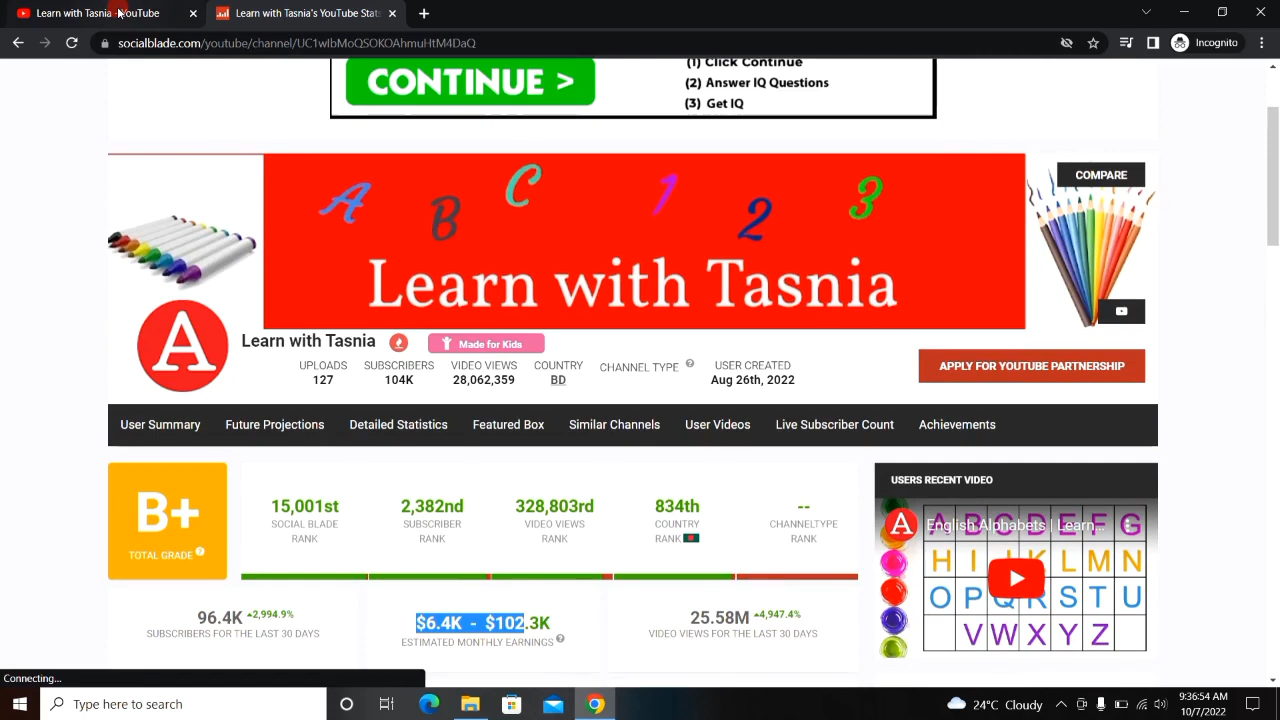 Learn with Tasnia - YouTube
Learn with Tasnia's YouTube Stats
socialblade.com/youtube/channel/UC1wIbMoQSOKOAhmuHtM4DaQ
Incognito
CONTINUE >
(1) Click Continue
(2) Answer IQ Questions
(3) Get IQ
A B C 1 2 3
Learn with Tasnia
COMPARE
A
Learn with Tasnia
Made for Kids
UPLOADS SUBSCRIBERS VIDEO VIEWS COUNTRY CHANNEL TYPE USER CREATED
127 104K 28,062,359 BD Aug 26th, 2022
APPLY FOR YOUTUBE PARTNERSHIP
User Summary Future Projections Detailed Statistics Featured Box Similar Channels User Videos Live Subscriber Count Achievements
B+
TOTAL GRADE
15,001st 2,382nd 328,803rd 834th --
SOCIAL BLADE RANK SUBSCRIBER RANK VIDEO VIEWS RANK COUNTRY RANK CHANNELTYPE RANK
USERS RECENT VIDEO
A English Alphabets | Learn...
A B C D E F G
H I J K L M N
O P Q R S T U
V W X Y Z
96.4K 2,994.9%
SUBSCRIBERS FOR THE LAST 30 DAYS
$6.4K - $102.3K
ESTIMATED MONTHLY EARNINGS
25.58M 4,947.4%
VIDEO VIEWS FOR THE LAST 30 DAYS
Connecting...
Type here to search
24°C Cloudy
9:36:54 AM
10/7/2022